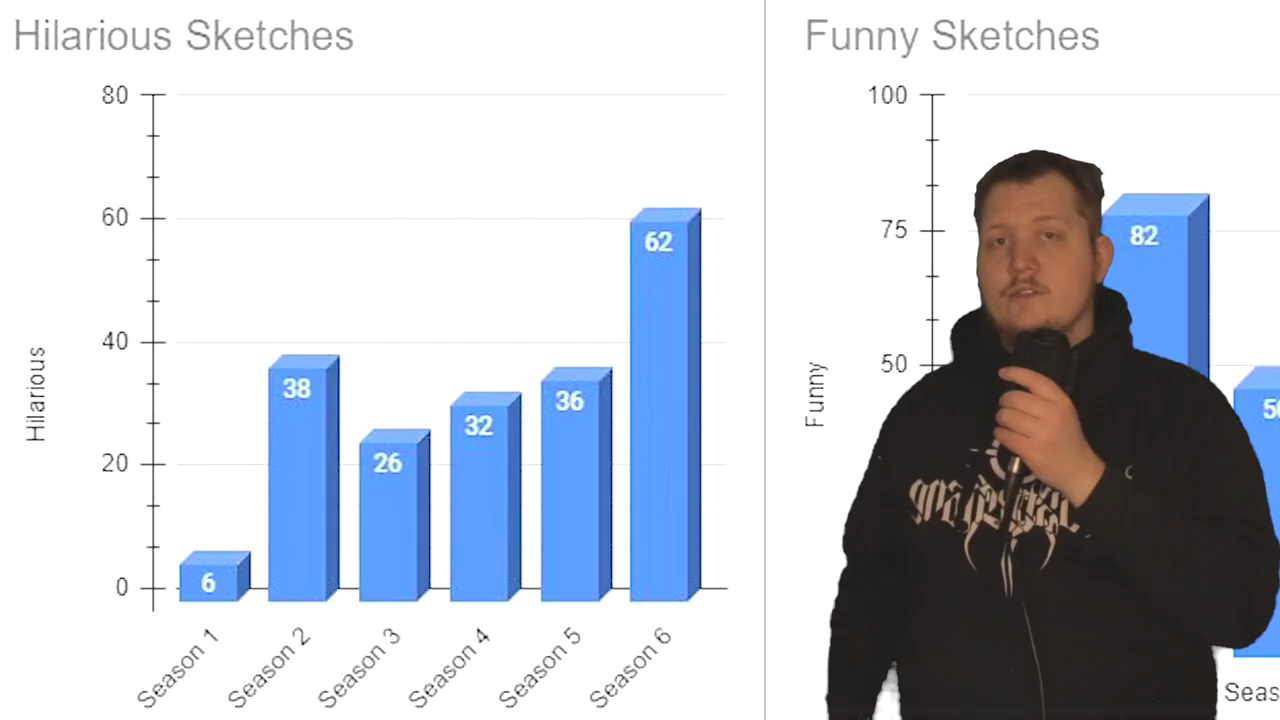 Hilarious Sketches
80
60
40
20
0
Hilarious
6
38
26
32
36
62
Season 1
Season 2
Season 3
Season 4
Season 5
Season 6
Funny Sketches
100
75
50
Funny
82